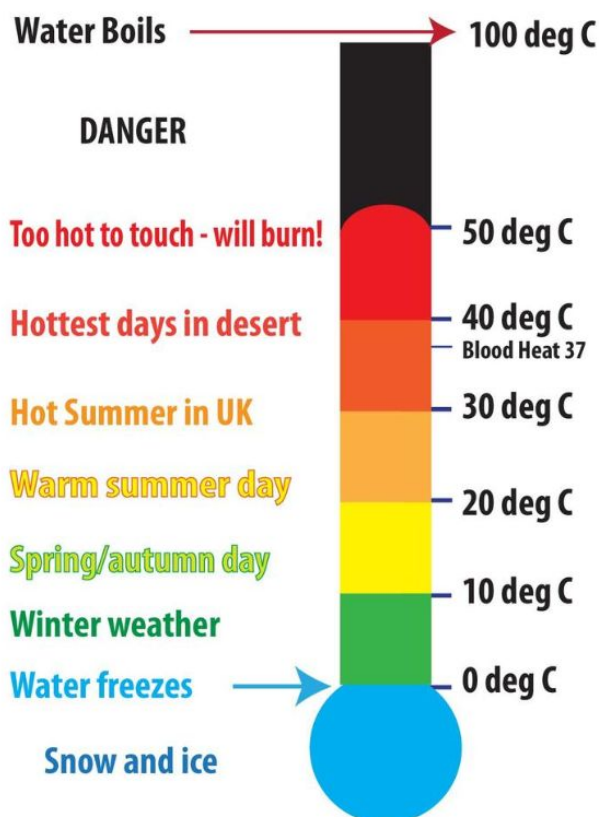 Water Boils 100 deg C
DANGER
Too hot to touch - will burn! 50 deg C
Hottest days in desert 40 deg C
Blood Heat 37
Hot Summer in UK 30 deg C
Warm summer day 20 deg C
Spring/autumn day 10 deg C
Winter weather
Water freezes 0 deg C
Snow and ice